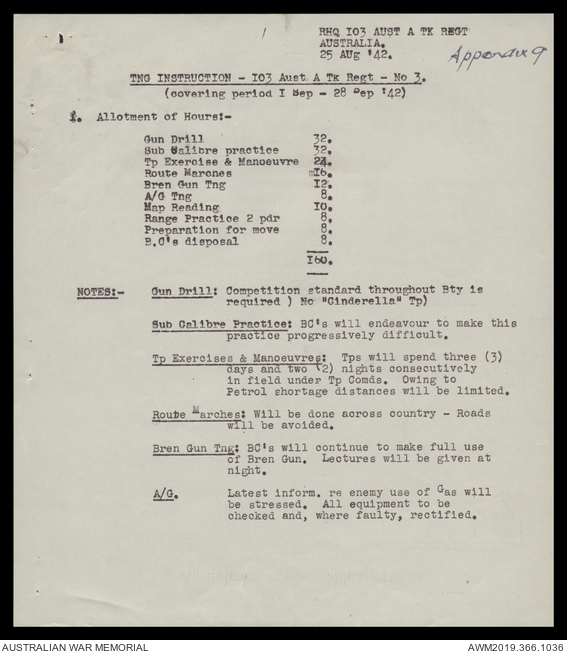 RHQ IO3 AUST A TK REGT
AUSTRALIA.
25 AUg '42.
Appendix 9
TNG INSTRUCTION - IO3 Aust A Tk Regt - No 3.
(covering period I Sep - 28 Sep '42)
I. Allotment of Hours:-
Gun Drill 32.
Sub Calibre practice 32.
Tp Exercise & Manoeuvre 24.
Route Marches I6.
Bren Gun Tng I2.
A/G Tng 8.
Map Reading IO.
Range Practice 2 pdr 8.
Preparation for move 8.
B.C's disposal 8.
I60.
NOTES:- Gun Drill: Competition standard throughout Bty is
required ) No "Cinderella" Tp)
Sub Calibre Practice: BC's will endeavour to make this
practice progressively difficult.
Tp Exercises & Manoeuvres: Tps will spend three (3)
days and two (2) nights consecutively
in field under Tp Comds. Owing to
Petrol shortage distances will be limited.
Route Marches: Will be done across country - Roads
will be avoided.
Bren Gun Tng: BC's will continue to make full use
of Bren Gun. Lectures will be given at
night.
A/G. Latest inform. re enemy use of Gas will
be stressed. All equipment to be
checked and, where faulty, rectified.
AUSTRALIAN WAR MEMORIAL AWM2019.366.1036